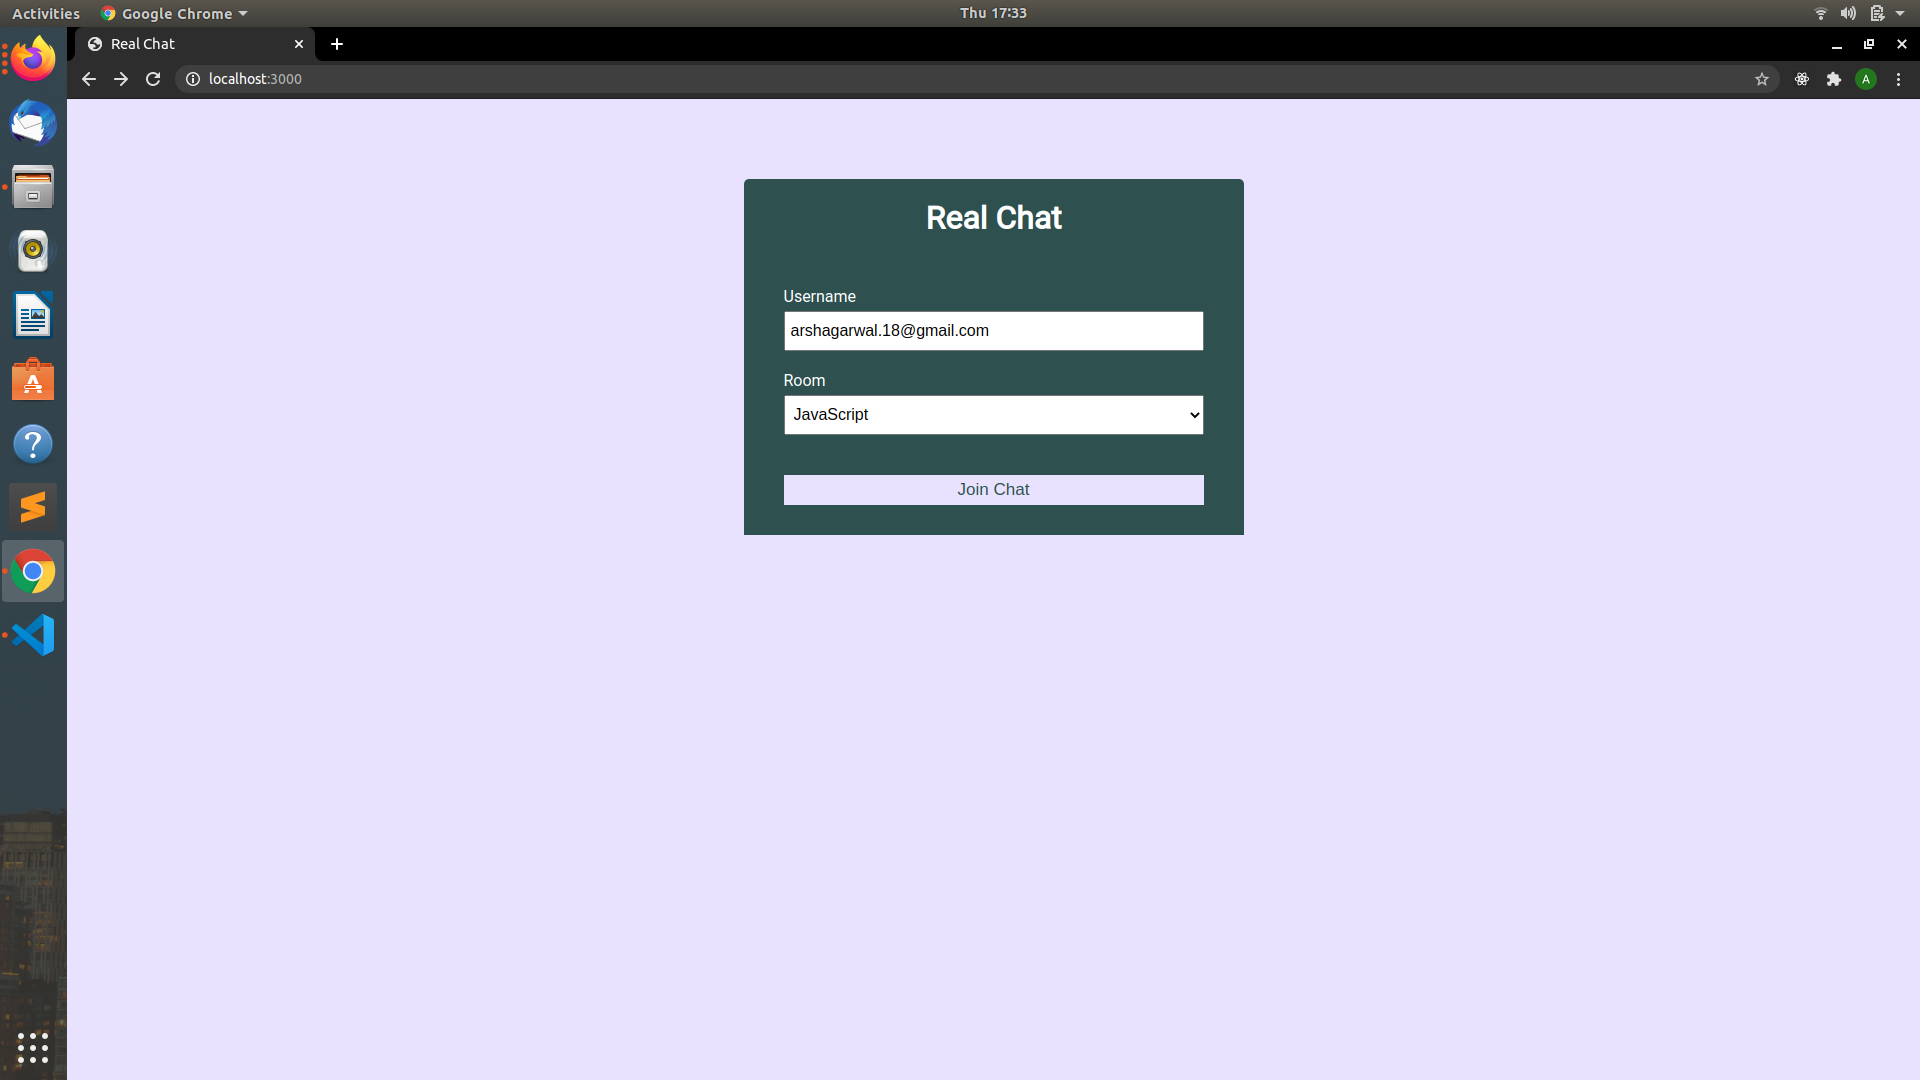 Activities
Google Chrome
Thu 17:33
Real Chat
localhost:3000
A
Real Chat
Username
arshagarwal.18@gmail.com
Room
JavaScript
Join Chat